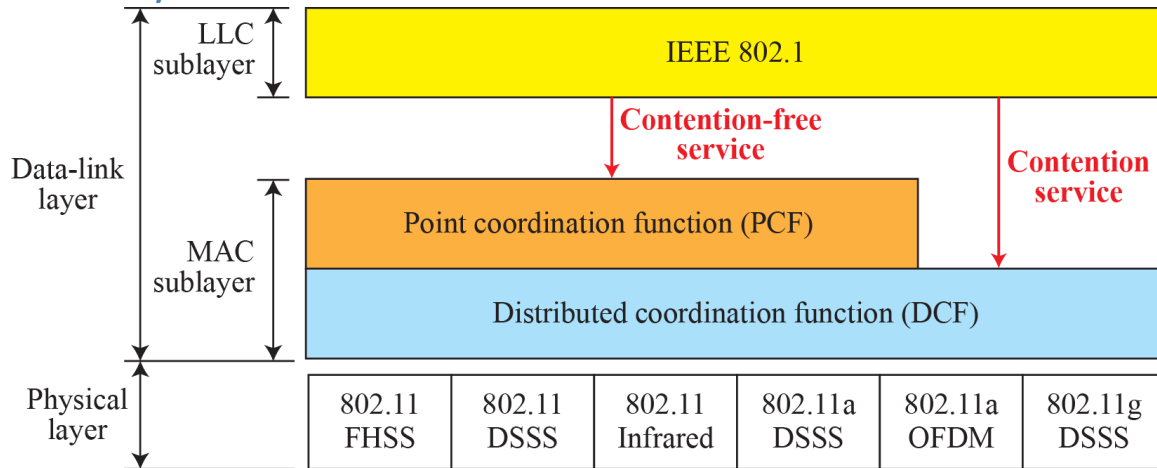 LLC
sublayer
IEEE 802.1
Contention-free
service
Contention
service
Data-link
layer
Point coordination function (PCF)
MAC
sublayer
Distributed coordination function (DCF)
Physical
layer
802.11
FHSS
802.11
DSSS
802.11
Infrared
802.11a
DSSS
802.11a
OFDM
802.11g
DSSS